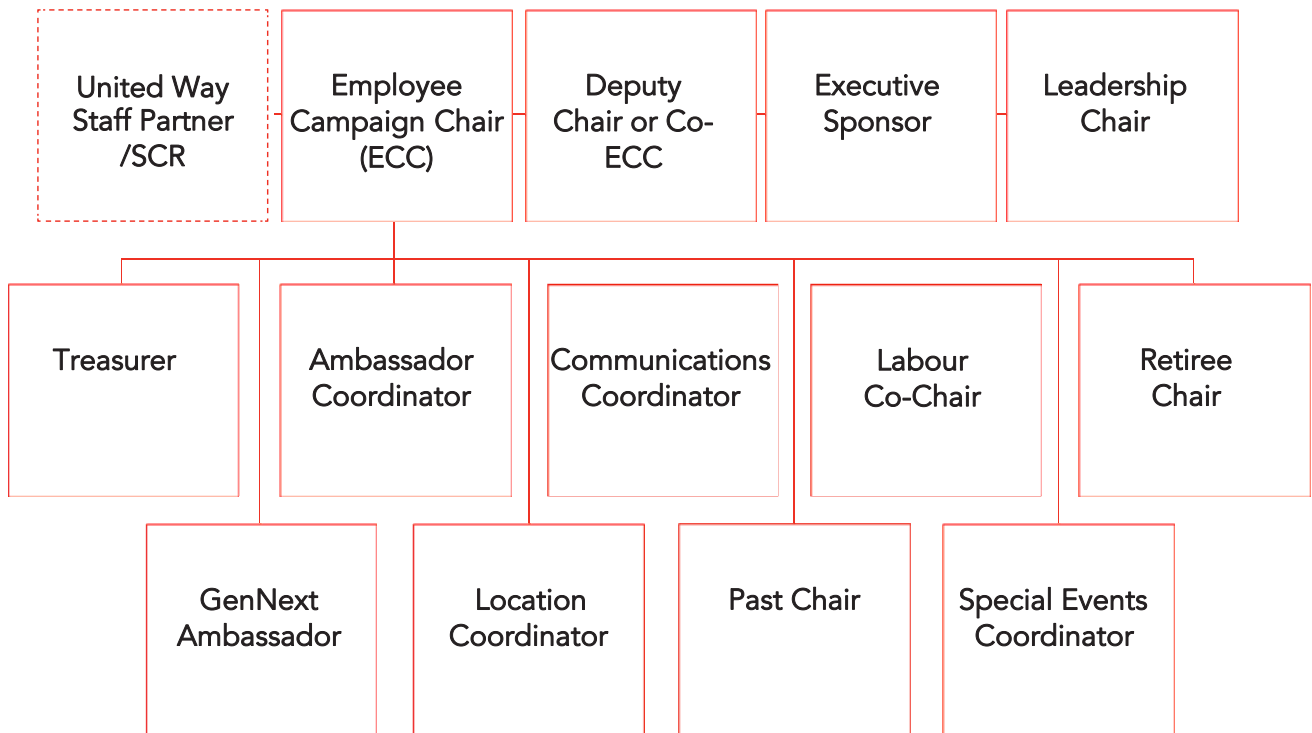 United Way
Staff Partner
/SCR
Employee
Campaign Chair
(ECC)
Deputy
Chair or Co-
ECC
Executive
Sponsor
Leadership
Chair
Treasurer
Ambassador
Coordinator
Communications
Coordinator
Labour
Co-Chair
Retiree
Chair
GenNext
Ambassador
Location
Coordinator
Past Chair
Special Events
Coordinator